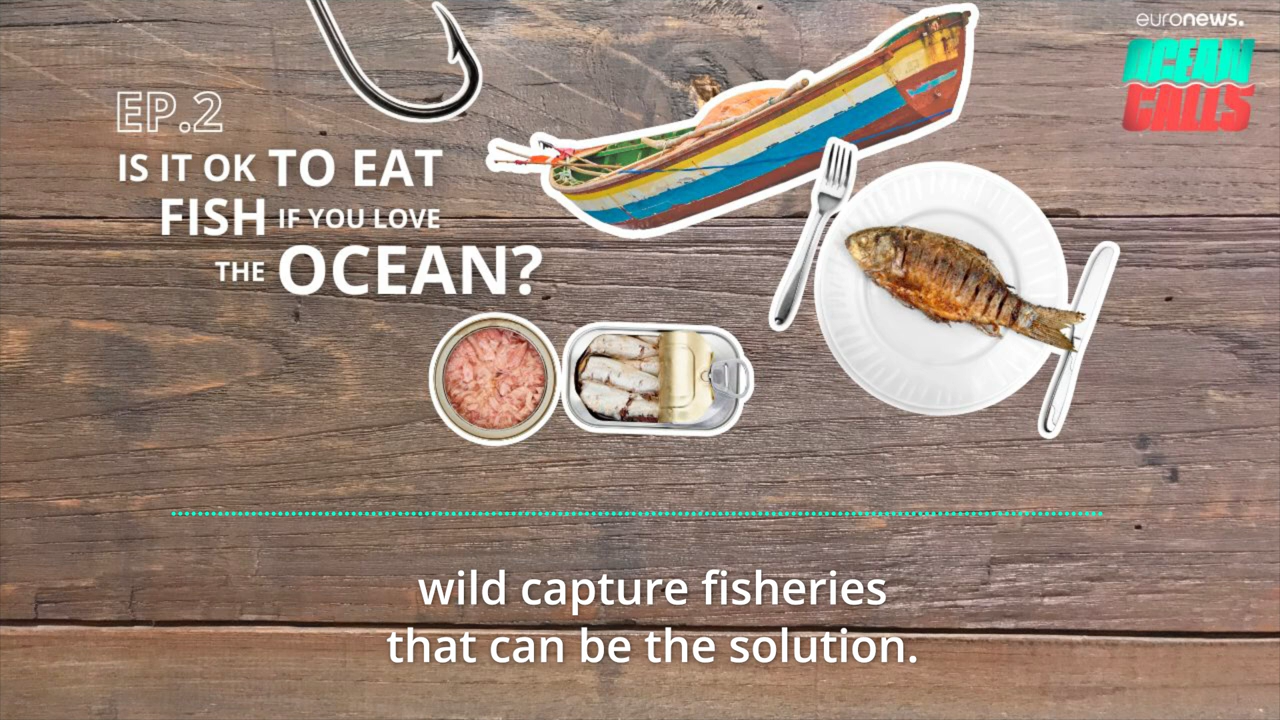 euronews.
OCEAN
CALLS
EP.2
IS IT OK TO EAT
FISH IF YOU LOVE
THE OCEAN?
wild capture fisheries
that can be the solution.